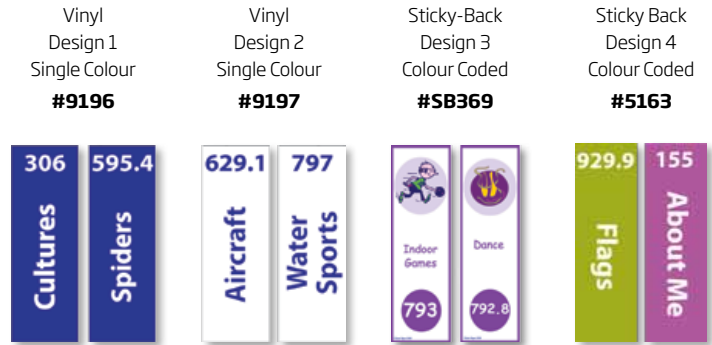 Vinyl
Design 1
Single Colour
#9196
Vinyl
Design 2
Single Colour
#9197
Sticky-Back
Design 3
Colour Coded
#SB369
Sticky Back
Design 4
Colour Coded
#5163
306
Cultures
595.4
Spiders
629.1
Aircraft
797
Water
Sports
Indoor
Games
793
Dance
792.8
929.9
Flags
155
About Me